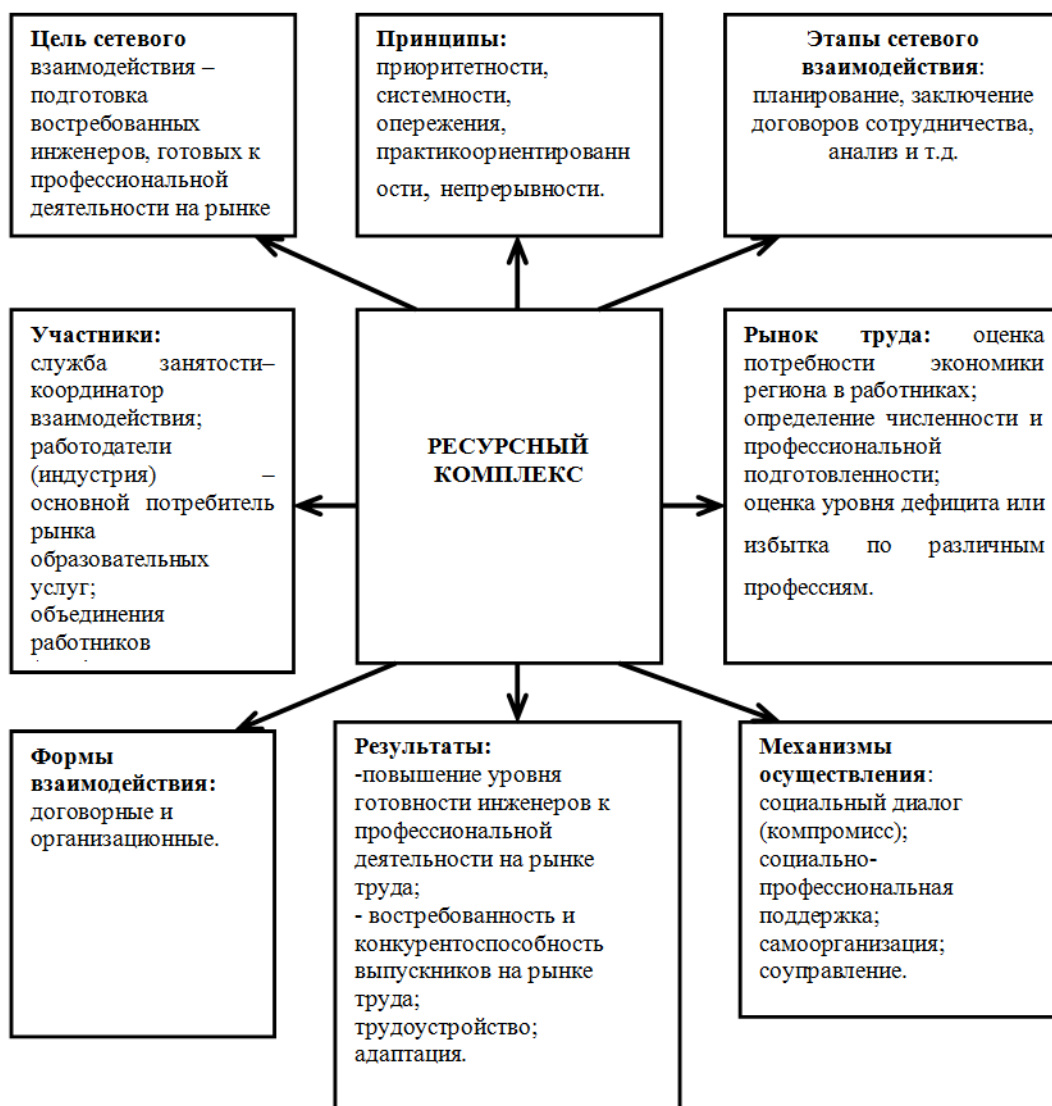 Цель сетевого
взаимодействия –
подготовка
востребованных
инженеров, готовых к
профессиональной
деятельности на рынке
Принципы:
приоритетности,
системности,
опережения,
практикоориентированн
ости, непрерывности.
Этапы сетевого
взаимодействия:
планирование, заключение
договоров сотрудничества,
анализ и т.д.
Участники:
служба занятости–
координатор
взаимодействия;
работодатели
(индустрия) –
основной потребитель
рынка
образовательных
услуг;
объединения
работников
РЕСУРСНЫЙ
КОМПЛЕКС
Рынок труда: оценка
потребности экономики
региона в работниках;
определение численности и
профессиональной
подготовленности;
оценка уровня дефицита или
избытка по различным
профессиям.
Формы
взаимодействия:
договорные и
организационные.
Результаты:
-повышение уровня
готовности инженеров к
профессиональной
деятельности на рынке
труда;
- востребованность и
конкурентоспособность
выпускников на рынке
труда;
трудоустройство;
адаптация.
Механизмы
осуществления:
социальный диалог
(компромисс);
социально-
профессиональная
поддержка;
самоорганизация;
соуправление.